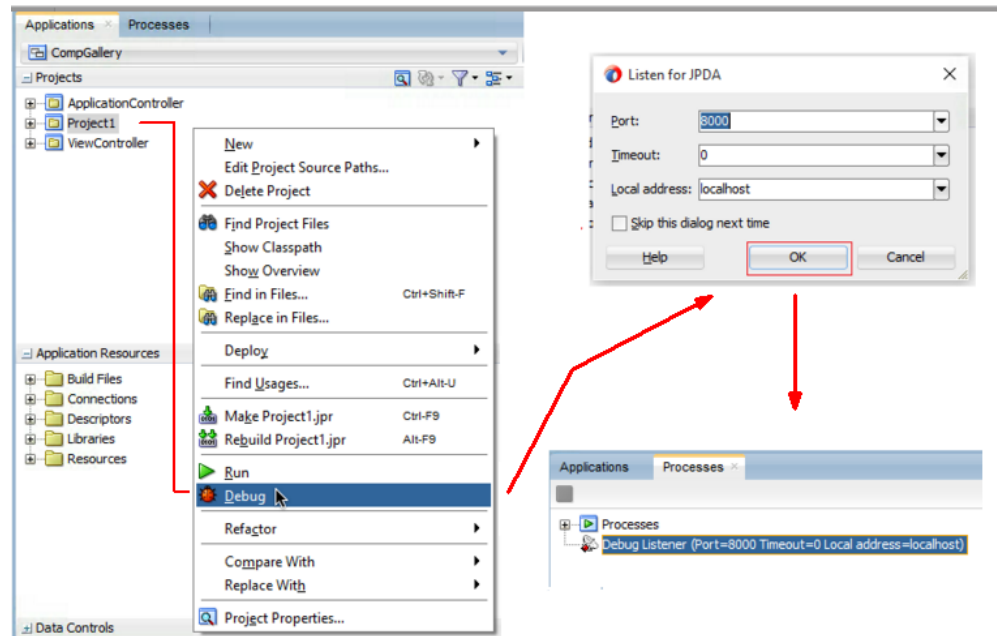 Applications
Processes
CompGallery
Projects
ApplicationController
Project1
ViewController
New
Edit Project Source Paths...
Delete Project
Find Project Files
Show Classpath
Show Overview
Find in Files... Ctrl+Shift-F
Replace in Files...
Deploy
Find Usages... Ctrl+Alt-U
Make Project1.jpr Ctrl-F9
Rebuild Project1.jpr Alt-F9
Run
Debug
Refactor
Compare With
Replace With
Project Properties...
Application Resources
Build Files
Connections
Descriptors
Libraries
Resources
Data Controls
Listen for JPDA
Port: 8000
Timeout: 0
Local address: localhost
Skip this dialog next time
Help OK Cancel
Applications Processes
Processes
Debug Listener (Port=8000 Timeout=0 Local address=localhost)